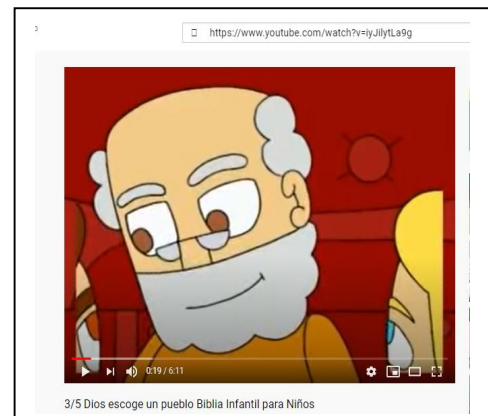 https://www.youtube.com/watch?v=iyJilytLa9g
0:19 / 6:11
3/5 Dios escoge un pueblo Biblia Infantil para Niños